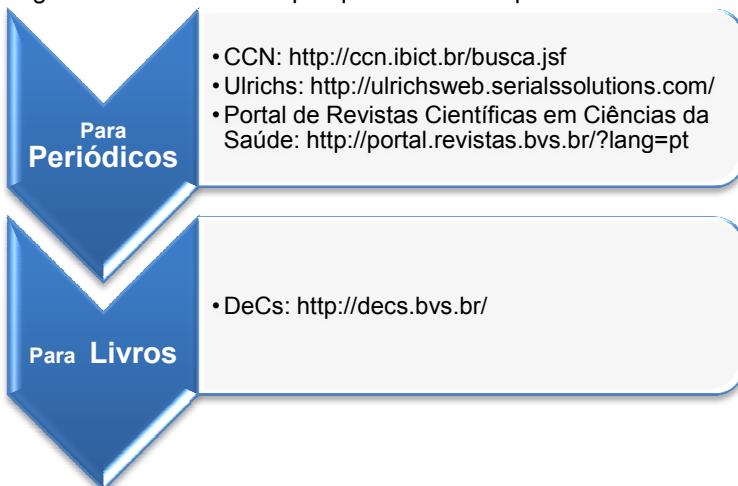 Para
Periódicos
• CCN: http://ccn.ibict.br/busca.jsf
• Ulrichs: http://ulrichsweb.serialssolutions.com/
• Portal de Revistas Científicas em Ciências da
Saúde: http://portal.revistas.bvs.br/?lang=pt
Para Livros
• DeCs: http://decs.bvs.br/